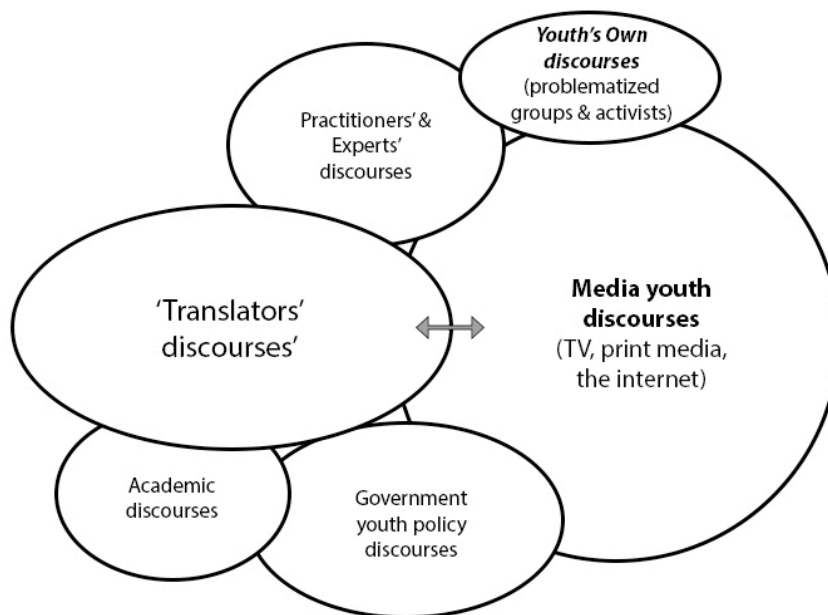 Youth's Own
discourses
(problematized
groups & activists)
Practitioners' &
Experts'
discourses
'Translators'
discourses'
Media youth
discourses
(TV, print media,
the internet)
Academic
discourses
Government
youth policy
discourses